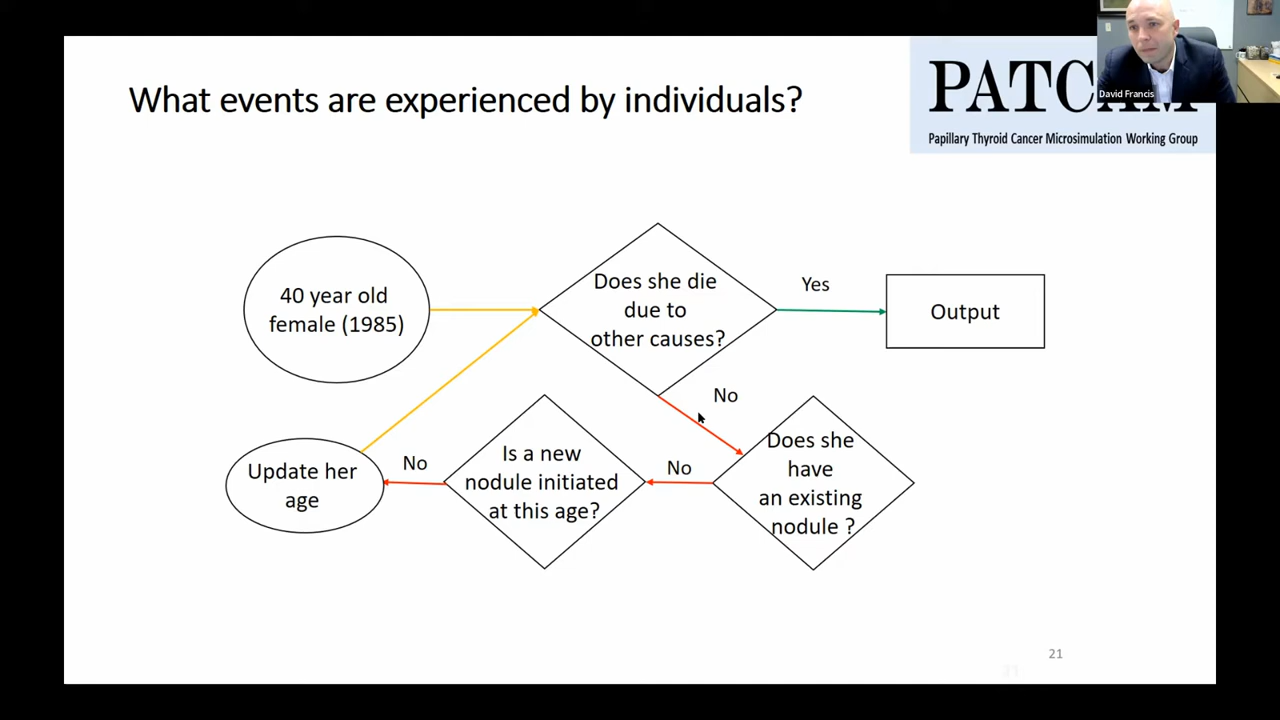 What events are experienced by individuals?
PATCAM
David Francis
Papillary Thyroid Cancer Microsimulation Working Group
40 year old
female (1985)
Does she die
due to
other causes?
Yes
Output
No
Does she
have
an existing
nodule ?
No
Is a new
nodule initiated
at this age?
No
Update her
age
21